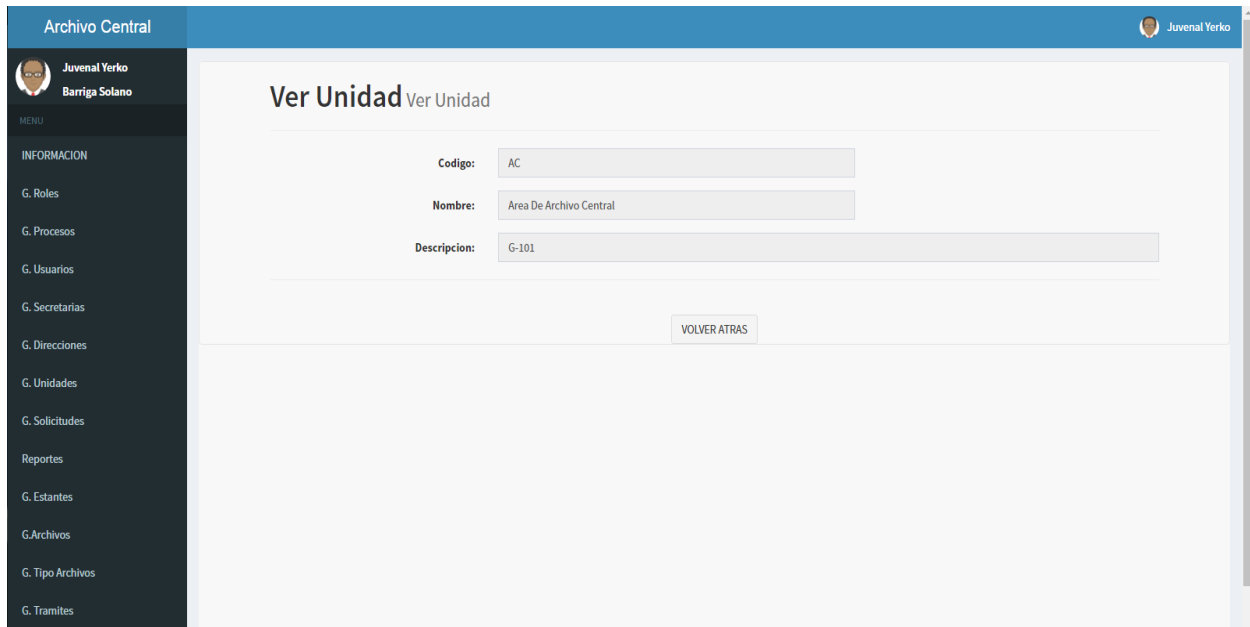 Archivo Central
Juvenal Yerko
Juvenal Yerko
Barriga Solano
MENU
INFORMACION
G. Roles
G. Procesos
G. Usuarios
G. Secretarias
G. Direcciones
G. Unidades
G. Solicitudes
Reportes
G. Estantes
G.Archivos
G. Tipo Archivos
G. Tramites
Ver Unidad Ver Unidad
Codigo: AC
Nombre: Area De Archivo Central
Descripcion: G-101
VOLVER ATRAS